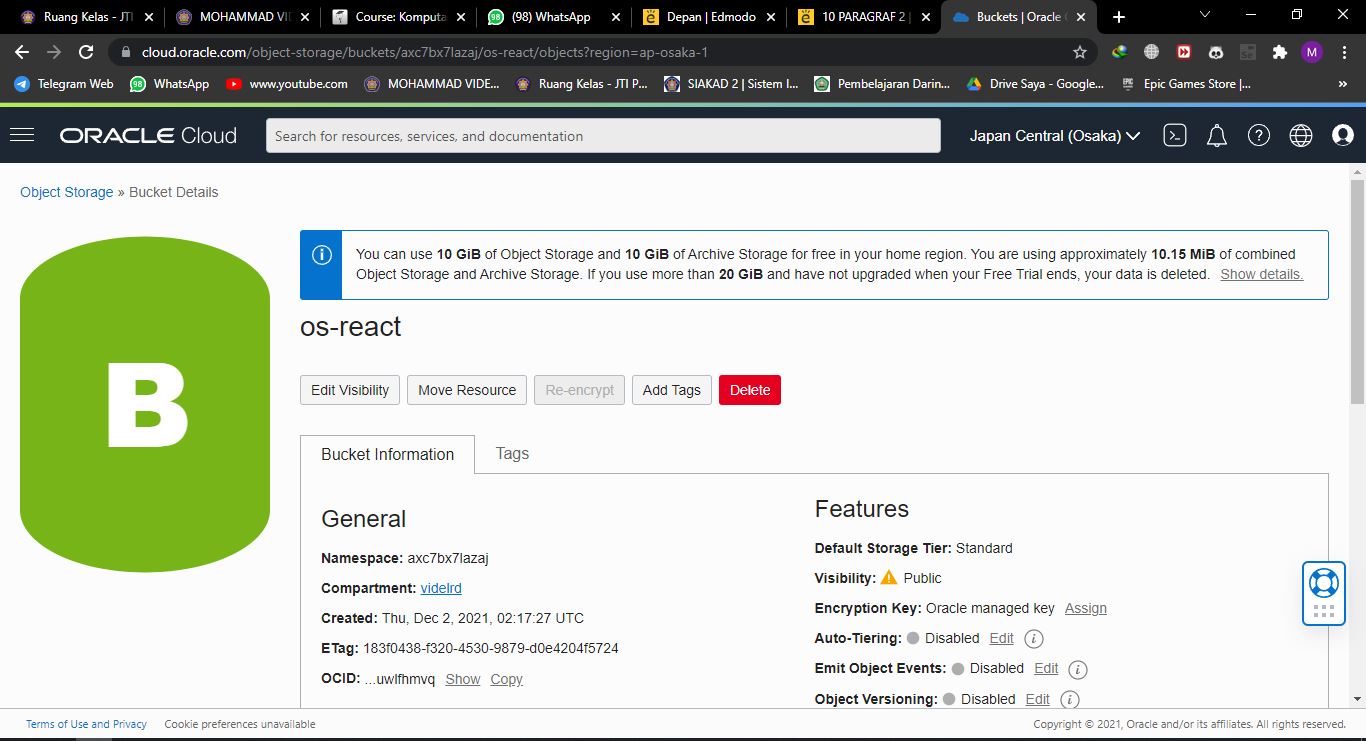 Ruang Kelas - JTI
MOHAMMAD VI
Course: Komputa
(98) WhatsApp
Depan | Edmodo
10 PARAGRAF 2 |
Buckets | Oracle
cloud.oracle.com/object-storage/buckets/axc7bx7lazaj/os-react/objects?region=ap-osaka-1
M
Telegram Web
98
WhatsApp
www.youtube.com
MOHAMMAD VIDE...
Ruang Kelas - JTI P...
SIAKAD 2 | Sistem I...
Pembelajaran Darin...
Drive Saya - Google...
Epic Games Store |...
»
ORACLE Cloud
Search for resources, services, and documentation
Japan Central (Osaka)
Object Storage » Bucket Details
B
You can use 10 GiB of Object Storage and 10 GiB of Archive Storage for free in your home region. You are using approximately 10.15 MiB of combined
Object Storage and Archive Storage. If you use more than 20 GiB and have not upgraded when your Free Trial ends, your data is deleted. Show details.
os-react
Edit Visibility
Move Resource
Re-encrypt
Add Tags
Delete
Bucket Information
Tags
General
Namespace: axc7bx7lazaj
Compartment: videlrd
Created: Thu, Dec 2, 2021, 02:17:27 UTC
ETag: 183f0438-f320-4530-9879-d0e4204f5724
OCID: ...uwlfhmvq Show Copy
Features
Default Storage Tier: Standard
Visibility: Public
Encryption Key: Oracle managed key Assign
Auto-Tiering: Disabled Edit
Emit Object Events: Disabled Edit
Object Versioning: Disabled Edit
Terms of Use and Privacy
Cookie preferences unavailable
Copyright © 2021, Oracle and/or its affiliates. All rights reserved.